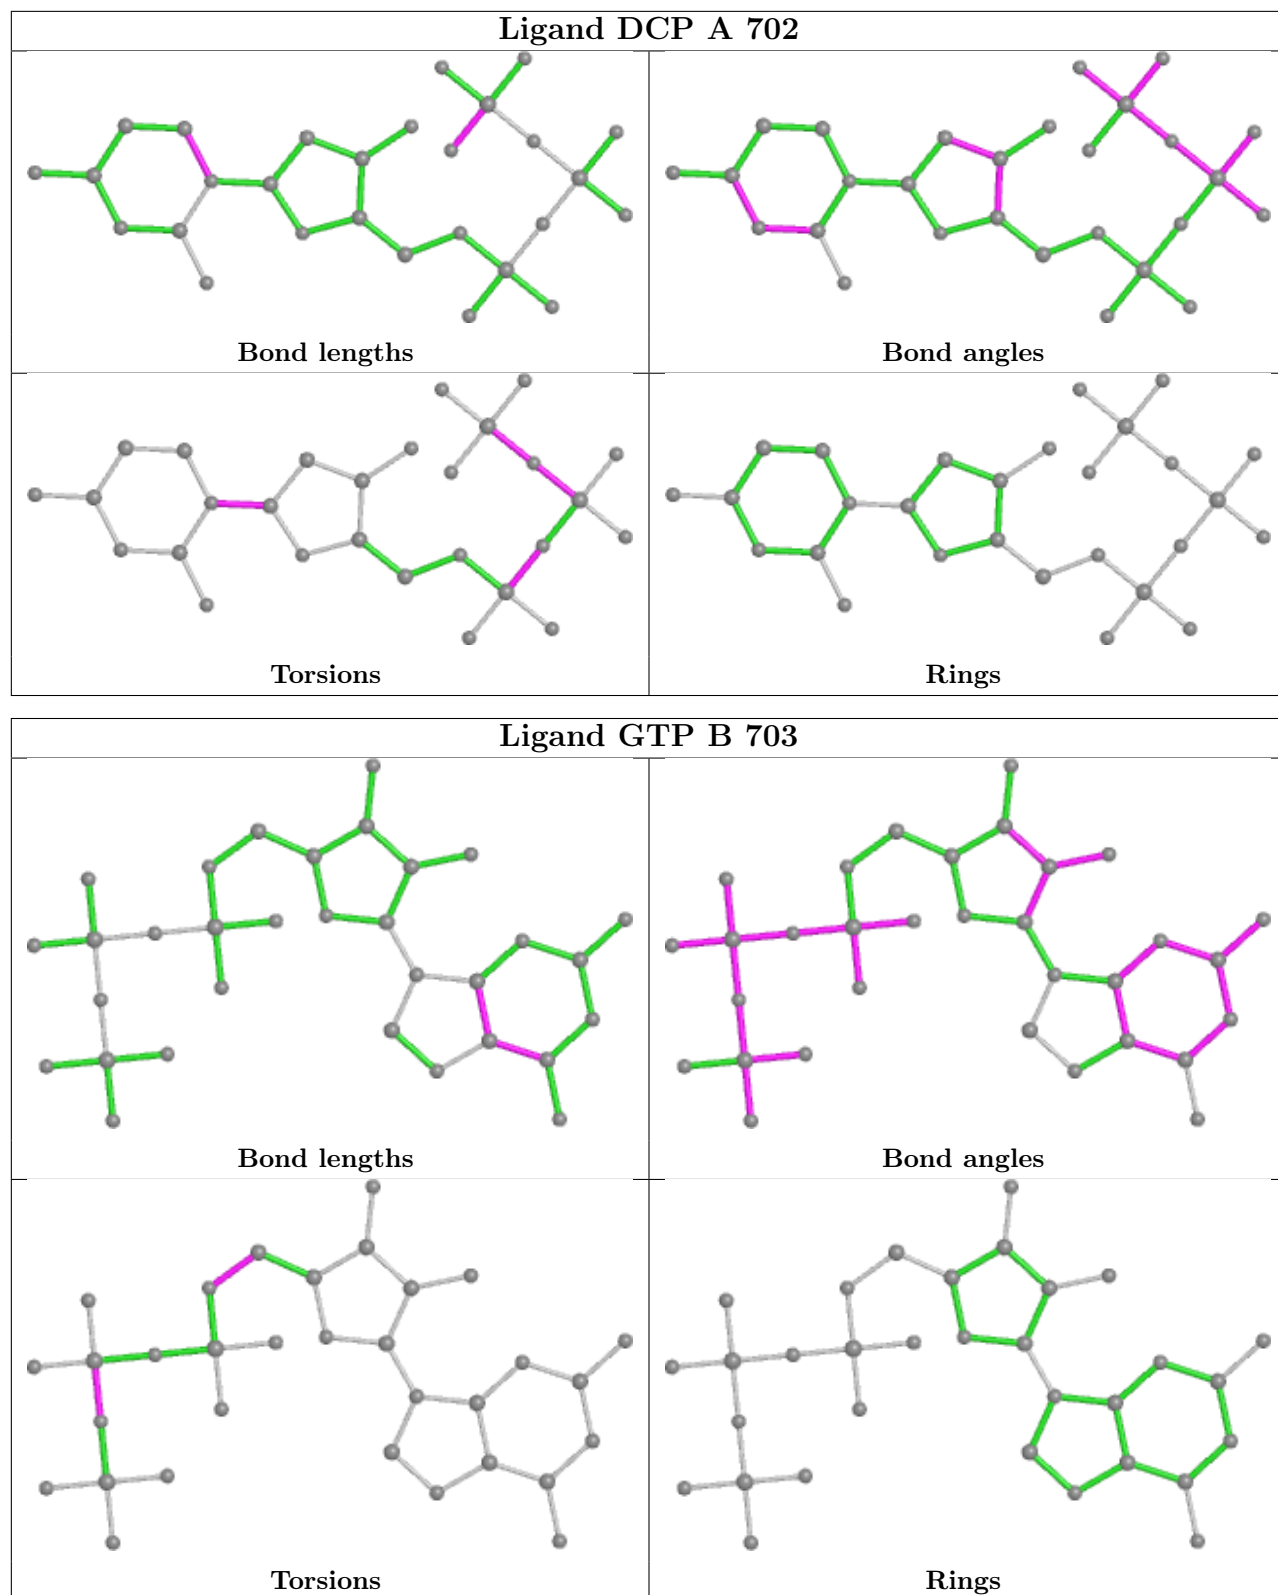 Ligand DCP A 702
Bond lengths
Bond angles
Torsions
Rings
Ligand GTP B 703
Bond lengths
Bond angles
Torsions
Rings